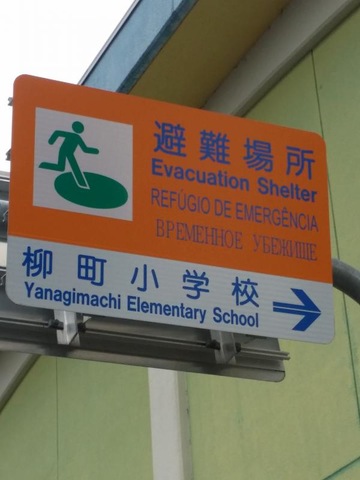 避難場所
Evacuation Shelter
REFÚGIO DE EMERGÊNCIA
ВРЕМЕННОЕ УБЕЖИЩЕ
柳町小学校
Yanagimachi Elementary School